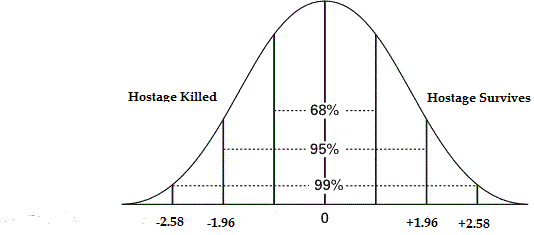 Hostage Killed
Hostage Survives
68%
95%
99%
-2.58 -1.96 0 +1.96 +2.58